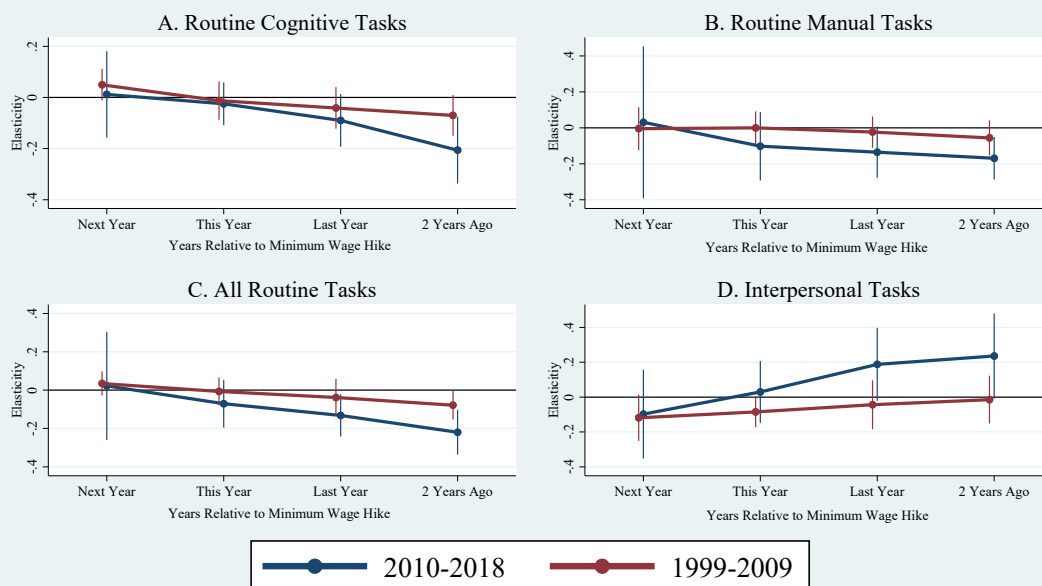 A. Routine Cognitive Tasks
Elasticity
.2
0
-.2
-.4
Next Year
This Year
Last Year
2 Years Ago
Years Relative to Minimum Wage Hike
B. Routine Manual Tasks
Elasticity
.4
.2
0
-.2
-.4
Next Year
This Year
Last Year
2 Years Ago
Years Relative to Minimum Wage Hike
C. All Routine Tasks
Elasticity
.4
.2
0
-.2
-.4
Next Year
This Year
Last Year
2 Years Ago
Years Relative to Minimum Wage Hike
D. Interpersonal Tasks
Elasticity
.4
.2
0
-.2
-.4
Next Year
This Year
Last Year
2 Years Ago
Years Relative to Minimum Wage Hike
2010-2018
1999-2009